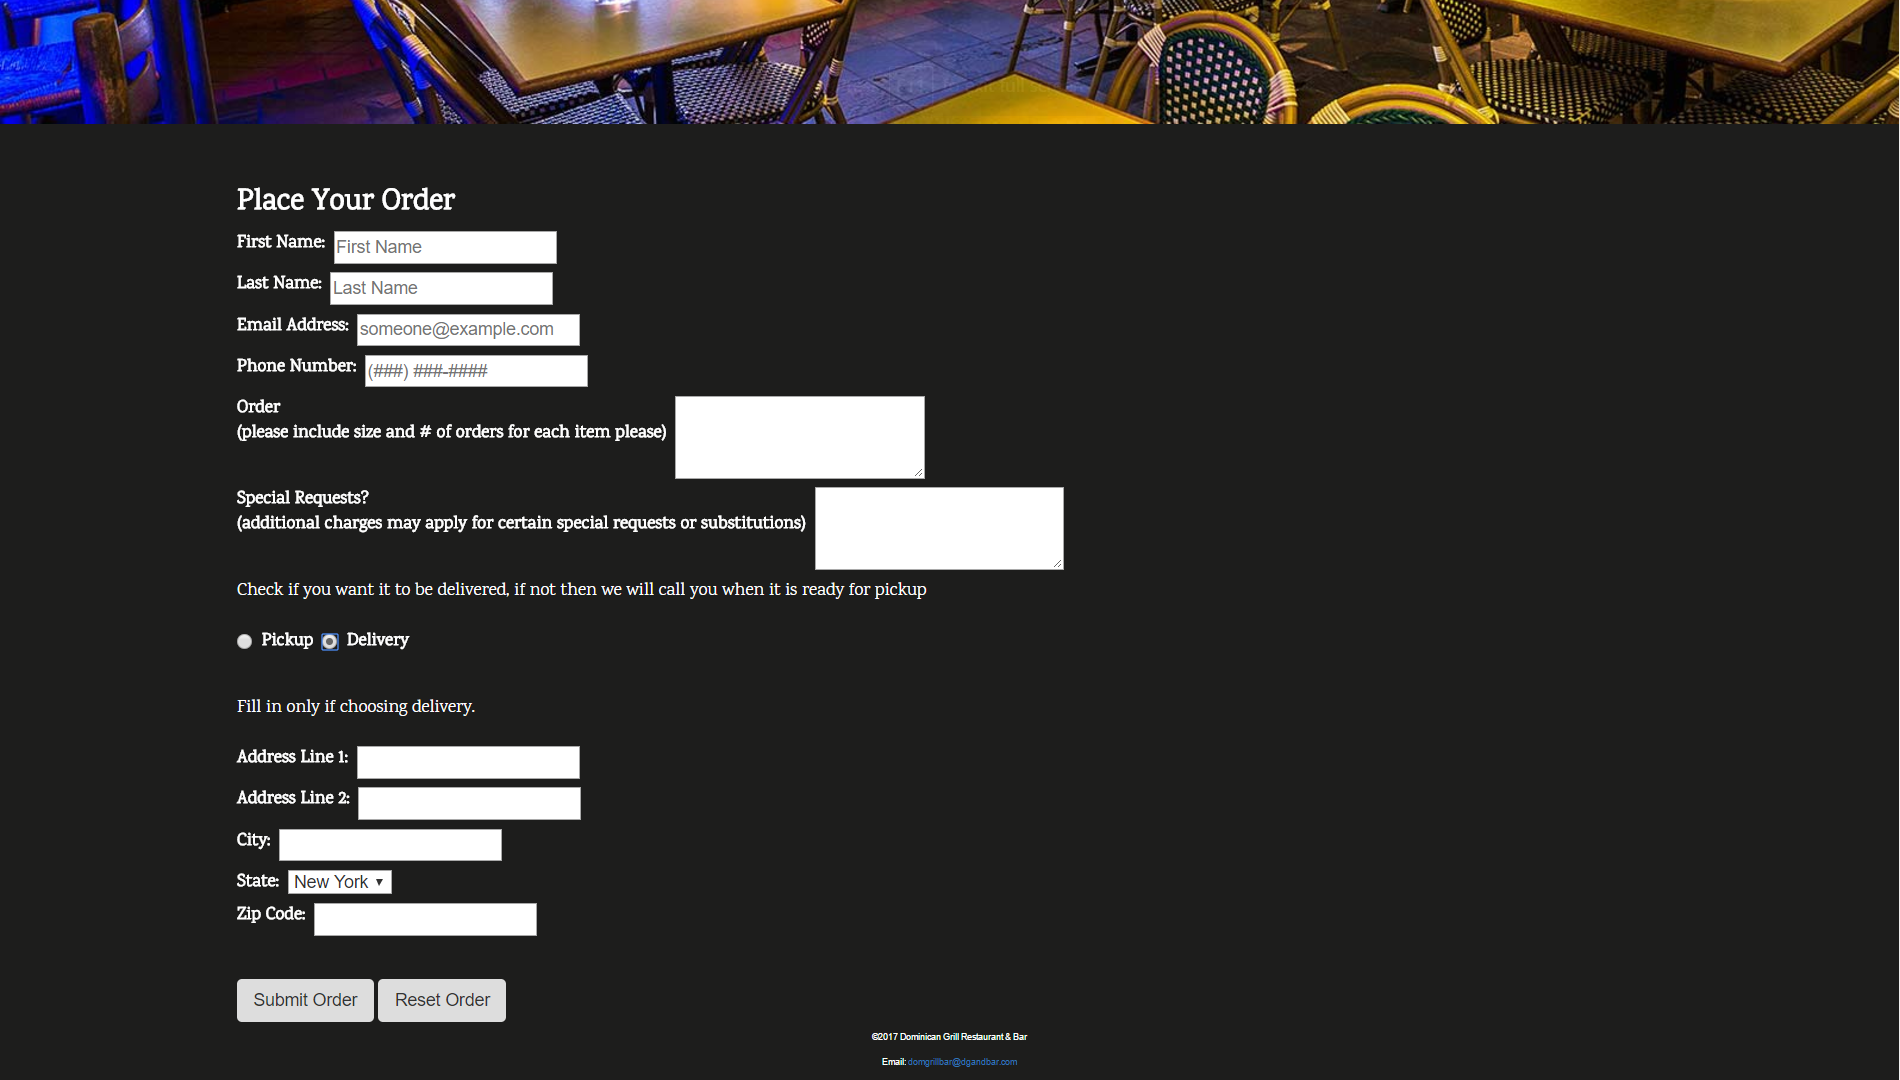 Place Your Order
First Name: First Name
Last Name: Last Name
Email Address: someone@example.com
Phone Number: (###) ###-####
Order
(please include size and # of orders for each item please)
Special Requests?
(additional charges may apply for certain special requests or substitutions)
Check if you want it to be delivered, if not then we will call you when it is ready for pickup
Pickup Delivery
Fill in only if choosing delivery.
Address Line 1:
Address Line 2:
City:
State: New York
Zip Code:
Submit Order Reset Order
©2017 Dominican Grill Restaurant & Bar
Email: domgrillbar@dgandbar.com